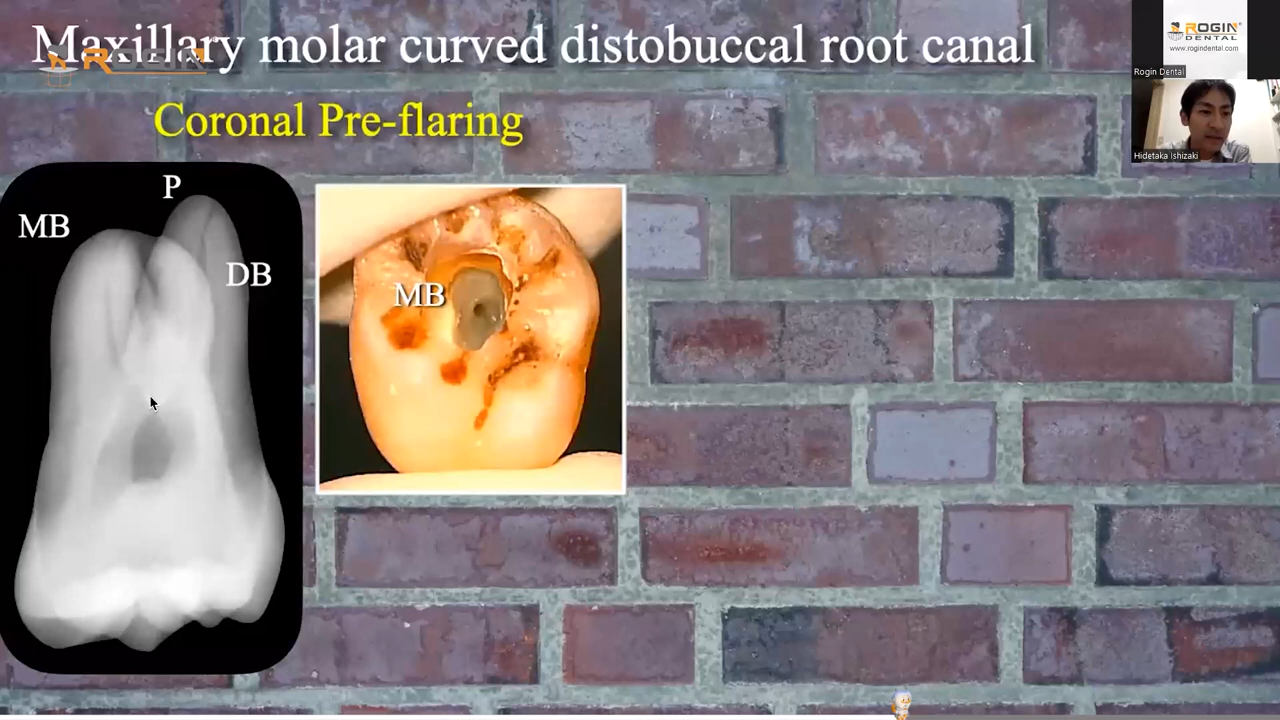 Maxillary molar curved distobuccal root canal
Coronal Pre-flaring
P
MB
DB
MB
ROGIN
DENTAL
www.rogindental.com
Rogin Dental
Hidetaka Ishizaki